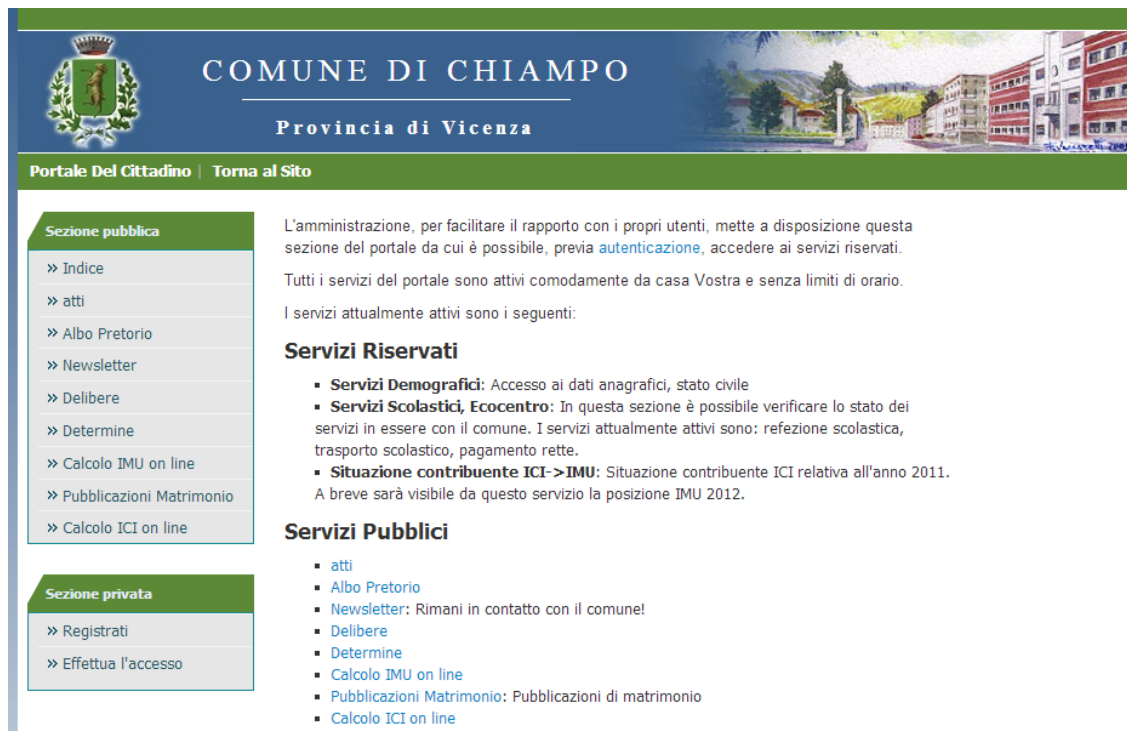 COMUNE DI CHIAMPO
Provincia di Vicenza
Portale Del Cittadino | Torna al Sito
Sezione pubblica
» Indice
» atti
» Albo Pretorio
» Newsletter
» Delibere
» Determine
» Calcolo IMU on line
» Pubblicazioni Matrimonio
» Calcolo ICI on line
Sezione privata
» Registrati
» Effettua l'accesso
L'amministrazione, per facilitare il rapporto con i propri utenti, mette a disposizione questa
sezione del portale da cui è possibile, previa autenticazione, accedere ai servizi riservati.
Tutti i servizi del portale sono attivi comodamente da casa Vostra e senza limiti di orario.
I servizi attualmente attivi sono i seguenti:
Servizi Riservati
▪ Servizi Demografici: Accesso ai dati anagrafici, stato civile
▪ Servizi Scolastici, Ecocentro: In questa sezione è possibile verificare lo stato dei
servizi in essere con il comune. I servizi attualmente attivi sono: refezione scolastica,
trasporto scolastico, pagamento rette.
▪ Situazione contribuente ICI->IMU: Situazione contribuente ICI relativa all'anno 2011.
A breve sarà visibile da questo servizio la posizione IMU 2012.
Servizi Pubblici
▪ atti
▪ Albo Pretorio
▪ Newsletter: Rimani in contatto con il comune!
▪ Delibere
▪ Determine
▪ Calcolo IMU on line
▪ Pubblicazioni Matrimonio: Pubblicazioni di matrimonio
▪ Calcolo ICI on line